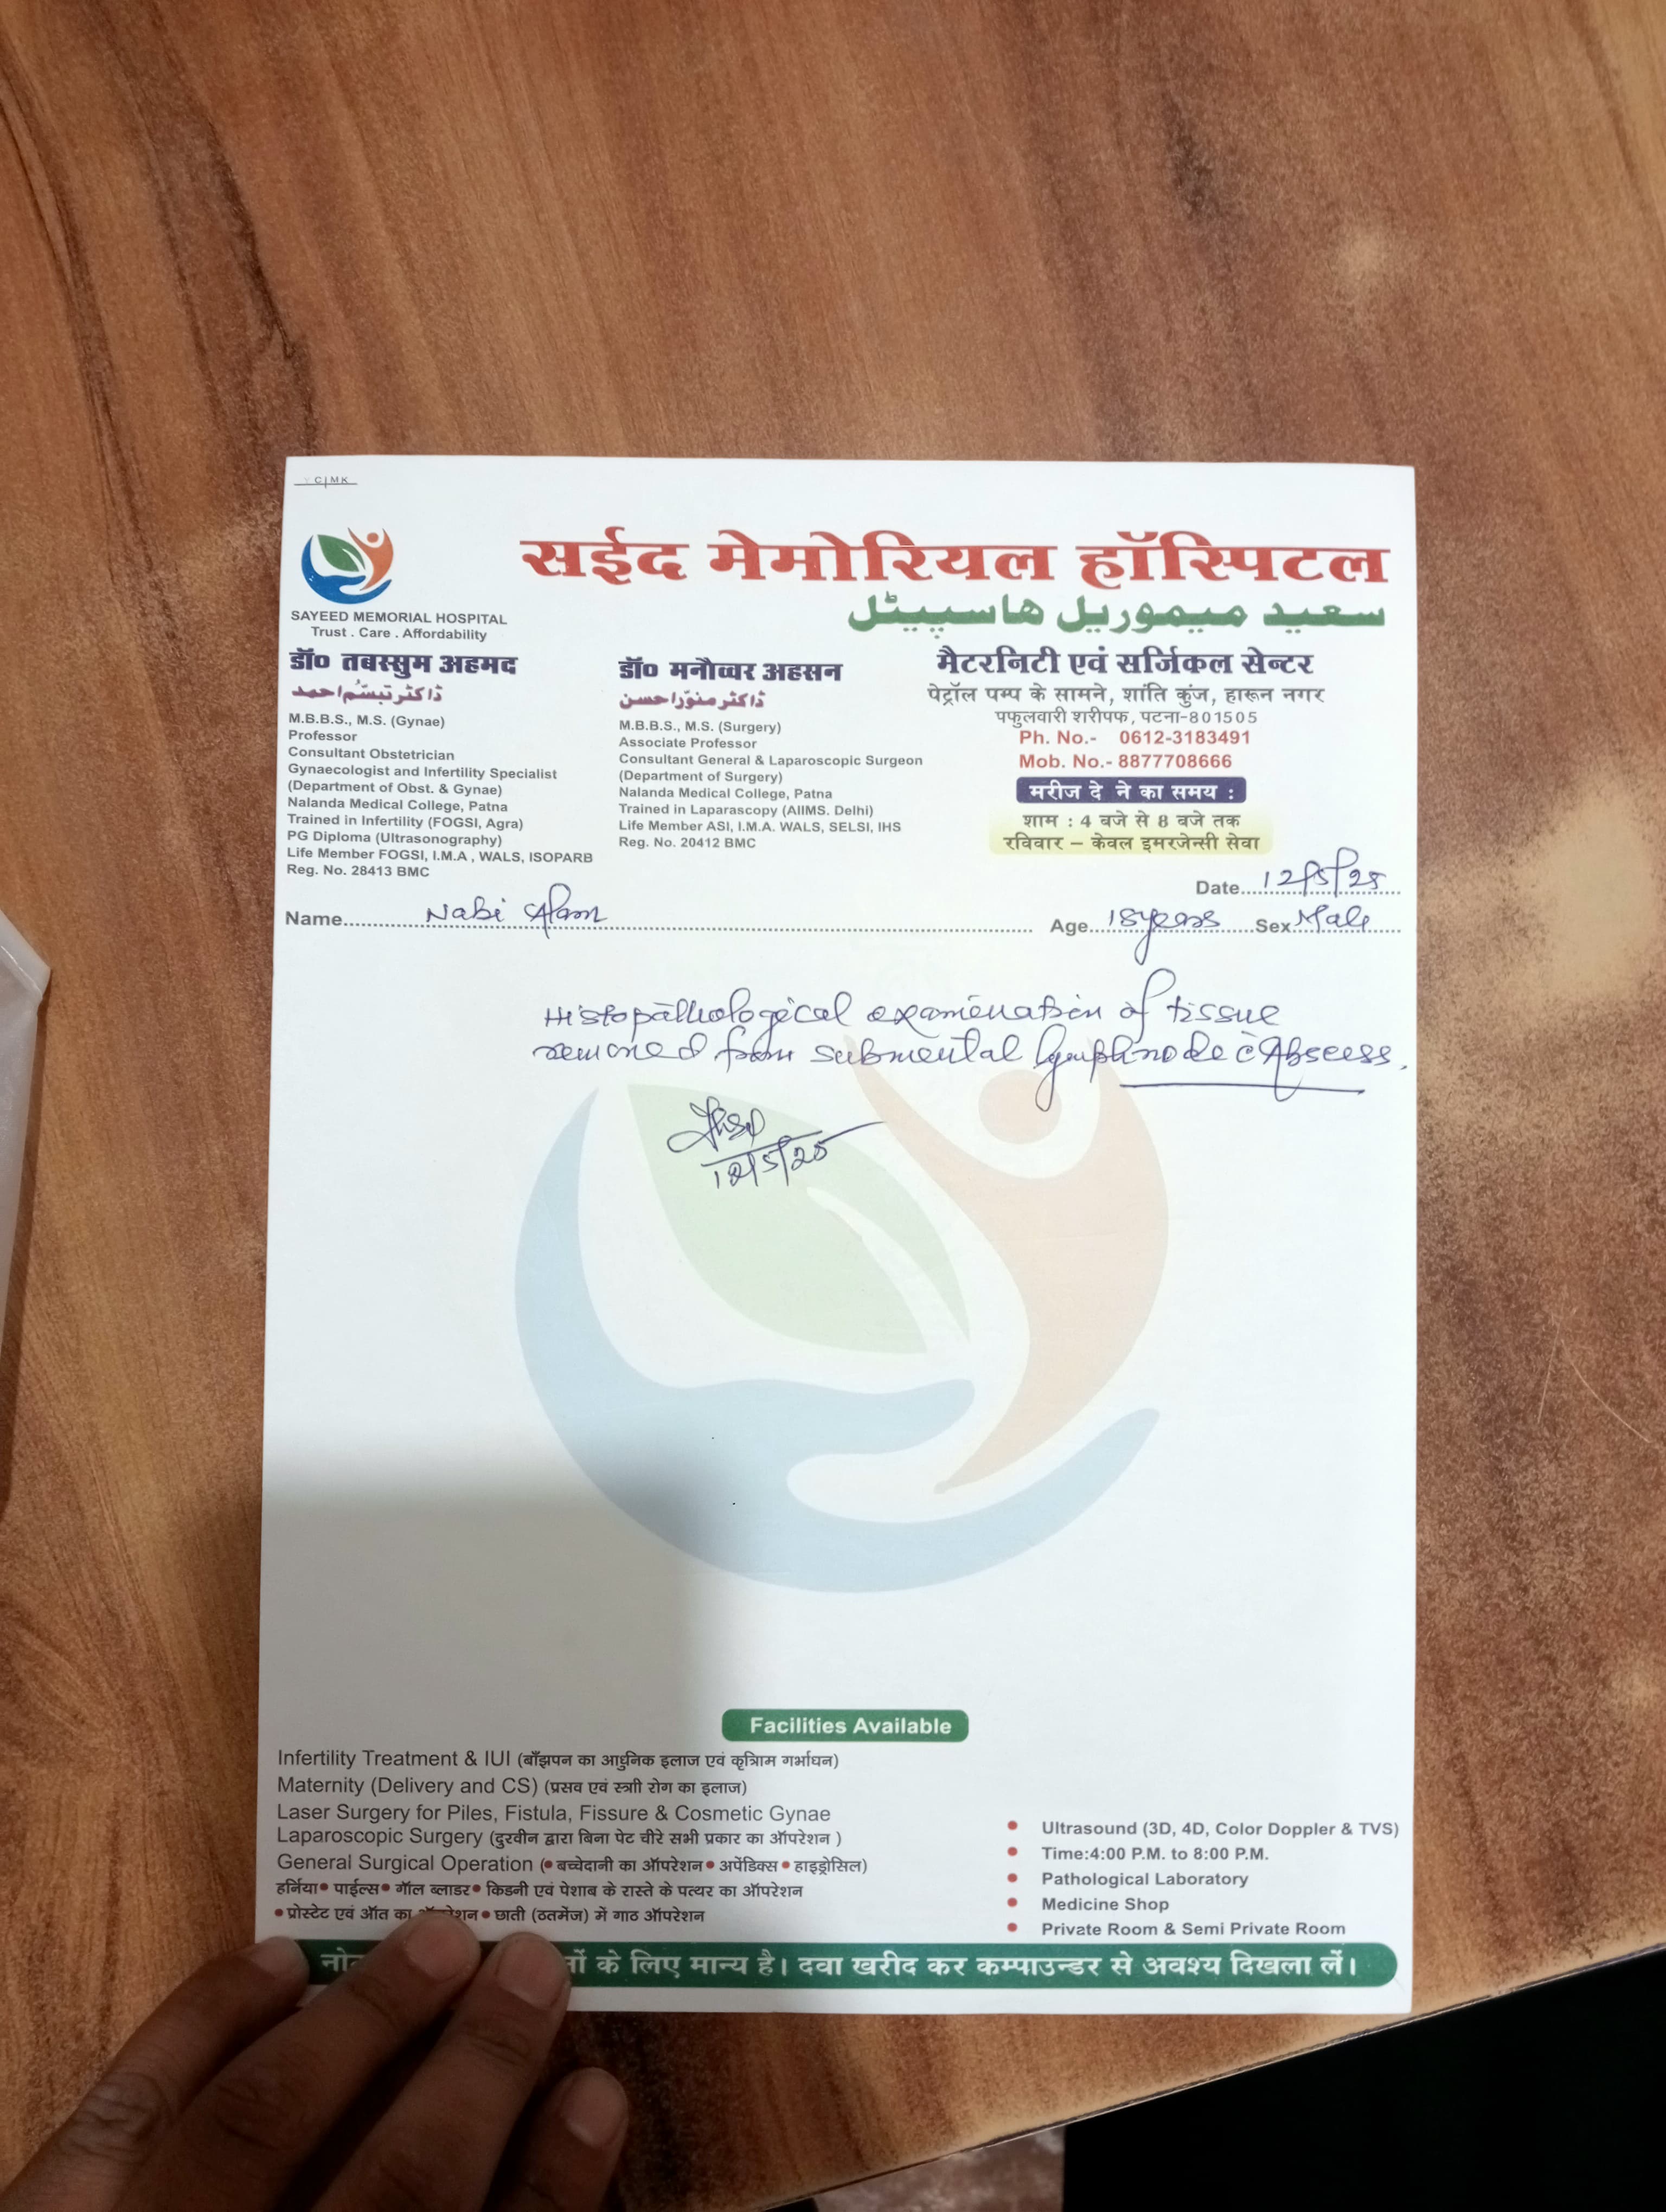 CMK
सईद मेमोरियल हॉस्पिटल
سعید میموریل هاسپیٹل
SAYEED MEMORIAL HOSPITAL
Trust . Care . Affordability
डॉ० तबस्सुम अहमद
ڈاکٹر تبسّم احمد
M.B.B.S., M.S. (Gynae)
Professor
Consultant Obstetrician
Gynaecologist and Infertility Specialist
(Department of Obst. & Gynae)
Nalanda Medical College, Patna
Trained in Infertility (FOGSI, Agra)
PG Diploma (Ultrasonography)
Life Member FOGSI, I.M.A , WALS, ISOPARB
Reg. No. 28413 BMC
डॉ० मनौव्वर अहसन
ڈاکٹر منوّر احسن
M.B.B.S., M.S. (Surgery)
Associate Professor
Consultant General & Laparoscopic Surgeon
(Department of Surgery)
Nalanda Medical College, Patna
Trained in Laparascopy (AIIMS. Delhi)
Life Member ASI, I.M.A. WALS, SELSI, IHS
Reg. No. 20412 BMC
मैटरनिटी एवं सर्जिकल सेन्टर
पेट्रॉल पम्प के सामने, शांति कुंज, हारून नगर
पफुलवारी शरीपफ, पटना-801505
Ph. No.- 0612-3183491
Mob. No.- 8877708666
मरीज दे ने का समय :
शाम : 4 बजे से 8 बजे तक
रविवार – केवल इमरजेन्सी सेवा
Date 12/5/25
Name Nabi Alam Age 18years Sex Male
Histopathological examination of tissue
removed from submental lymphnode c̄ Abscess.
12/5/25
Facilities Available
Infertility Treatment & IUI (बाँझपन का आधुनिक इलाज एवं कृत्रिाम गर्भाधन)
Maternity (Delivery and CS) (प्रसव एवं स्त्राी रोग का इलाज)
Laser Surgery for Piles, Fistula, Fissure & Cosmetic Gynae
Laparoscopic Surgery (दुरवीन द्वारा बिना पेट चीरे सभी प्रकार का ऑपरेशन )
General Surgical Operation (• बच्चेदानी का ऑपरेशन • अपेंडिक्स • हाइड्रोसिल)
हर्निया• पाईल्स• गॉल ब्लाडर• किडनी एवं पेशाब के रास्ते के पत्थर का ऑपरेशन
• प्रोस्टेट एवं ऑत का • छाती (ठतमेंज) में गाठ ऑपरेशन
• Ultrasound (3D, 4D, Color Doppler & TVS)
• Time:4:00 P.M. to 8:00 P.M.
• Pathological Laboratory
• Medicine Shop
• Private Room & Semi Private Room
के लिए मान्य है। दवा खरीद कर कम्पाउन्डर से अवश्य दिखला लें।